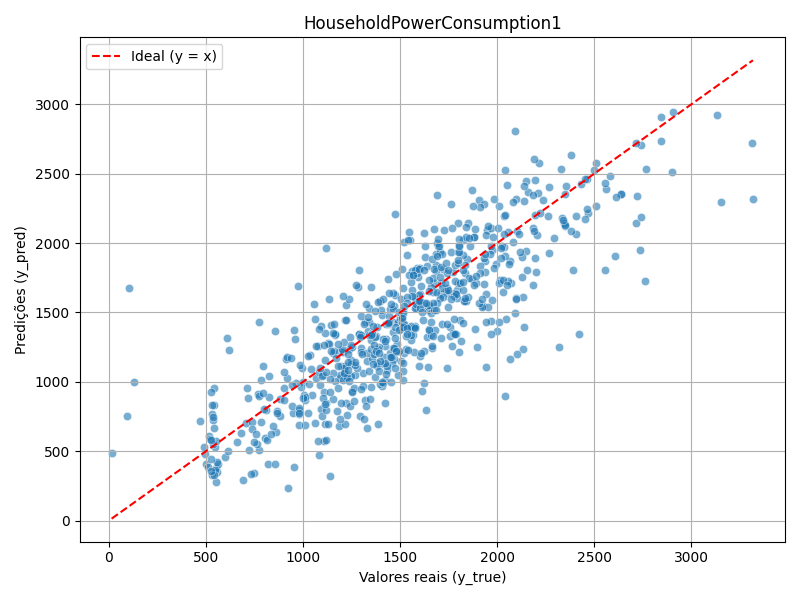 HouseholdPowerConsumption1
Ideal (y = x)
3000
2500
2000
1500
1000
500
0
Predições (y_pred)
0 500 1000 1500 2000 2500 3000
Valores reais (y_true)